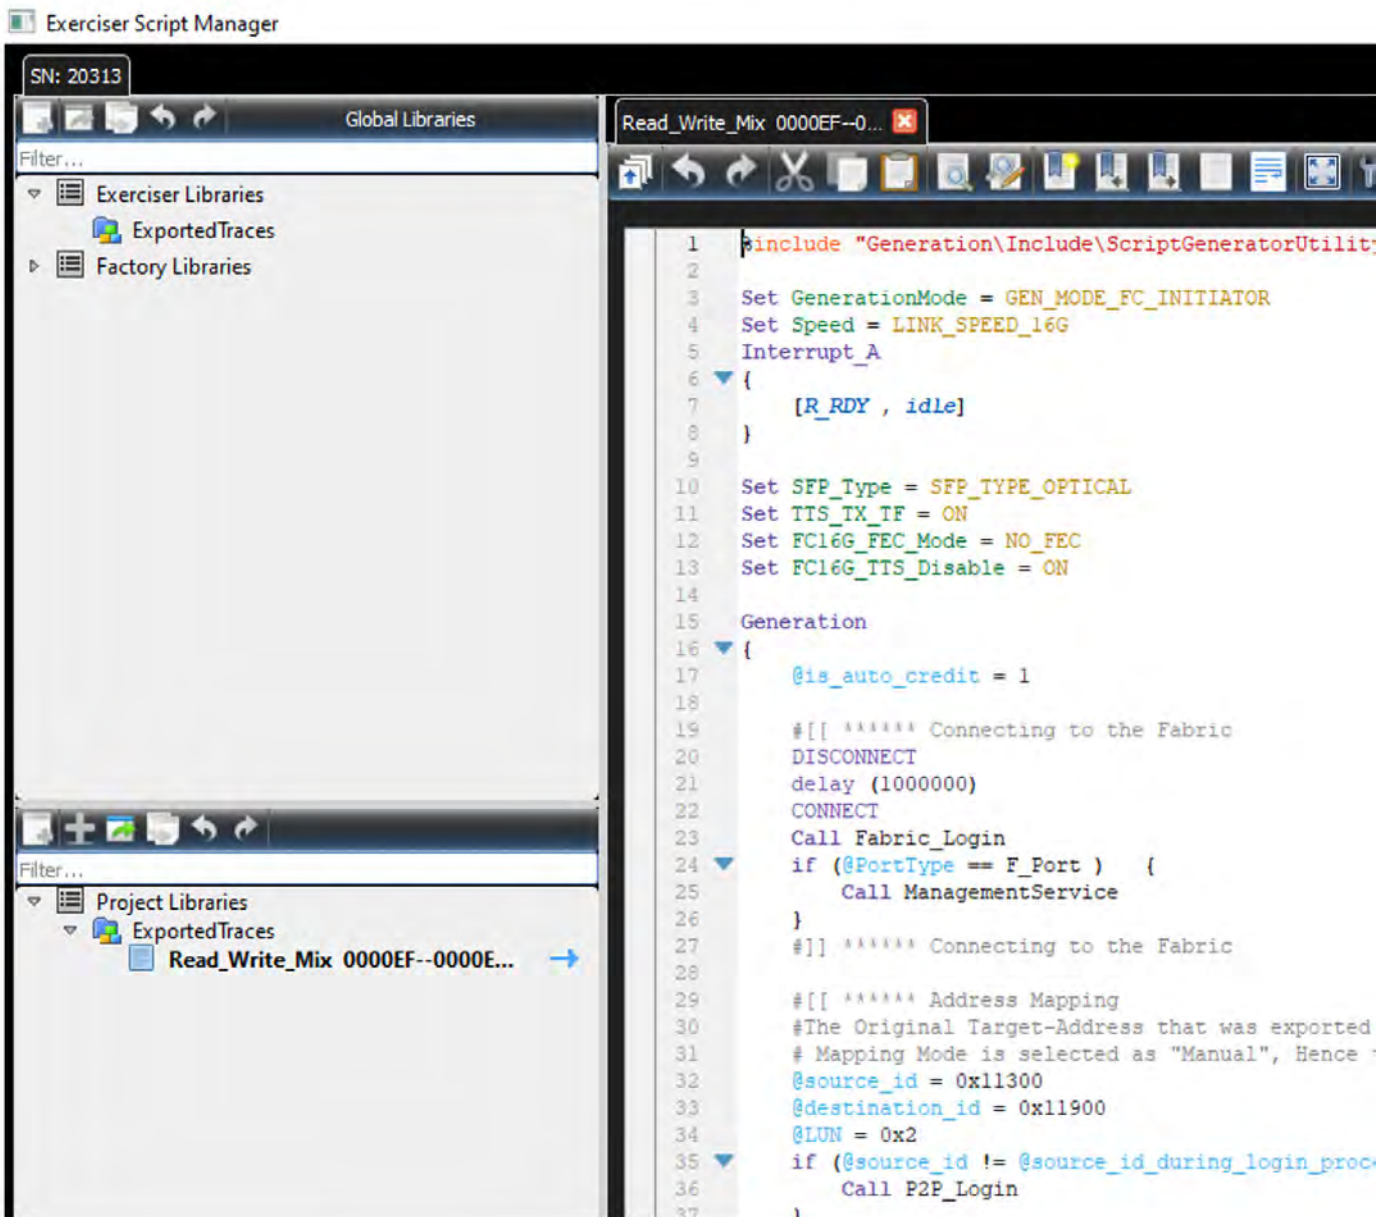 Exerciser Script Manager
SN: 20313
Global Libraries
Filter...
Exerciser Libraries
ExportedTraces
Factory Libraries
Filter...
Project Libraries
ExportedTraces
Read_Write_Mix 0000EF--0000E...
Read_Write_Mix 0000EF--0...
1 %include "Generation\Include\ScriptGeneratorUtility
2
3 Set GenerationMode = GEN_MODE_FC_INITIATOR
4 Set Speed = LINK_SPEED_16G
5 Interrupt_A
6 {
7 [R_RDY , idle]
8 }
9
10 Set SFP_Type = SFP_TYPE_OPTICAL
11 Set TTS_TX_TF = ON
12 Set FC16G_FEC_Mode = NO_FEC
13 Set FC16G_TTS_Disable = ON
14
15 Generation
16 {
17 @is_auto_credit = 1
18
19 #[[ ****** Connecting to the Fabric
20 DISCONNECT
21 delay (1000000)
22 CONNECT
23 Call Fabric_Login
24 if (@PortType == F_Port ) {
25 Call ManagementService
26 }
27 #]] ****** Connecting to the Fabric
28
29 #[[ ****** Address Mapping
30 #The Original Target-Address that was exported
31 # Mapping Mode is selected as "Manual", Hence
32 @source_id = 0x11300
33 @destination_id = 0x11900
34 @LUN = 0x2
35 if (@source_id != @source_id_during_login_proc
36 Call P2P_Login
37 }